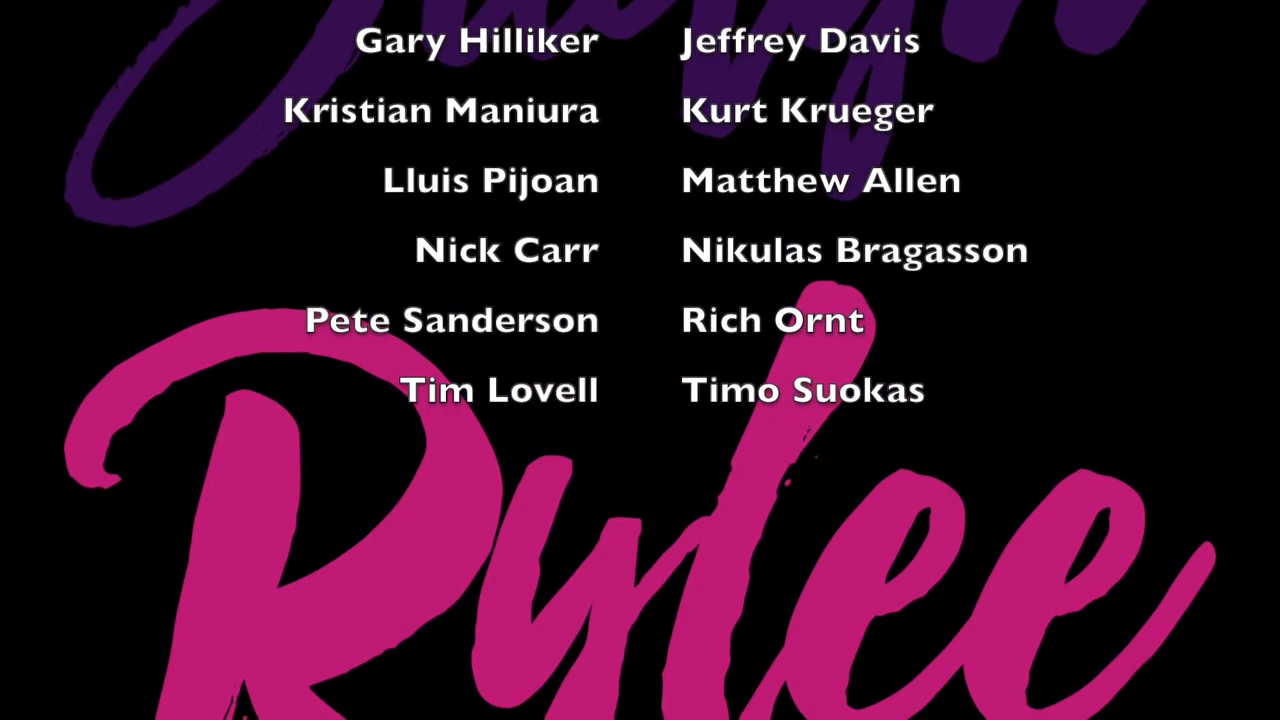 Gary Hilliker Jeffrey Davis
Kristian Maniura Kurt Krueger
Lluis Pijoan Matthew Allen
Nick Carr Nikulas Bragasson
Pete Sanderson Rich Ornt
Tim Lovell Timo Suokas
Rylee